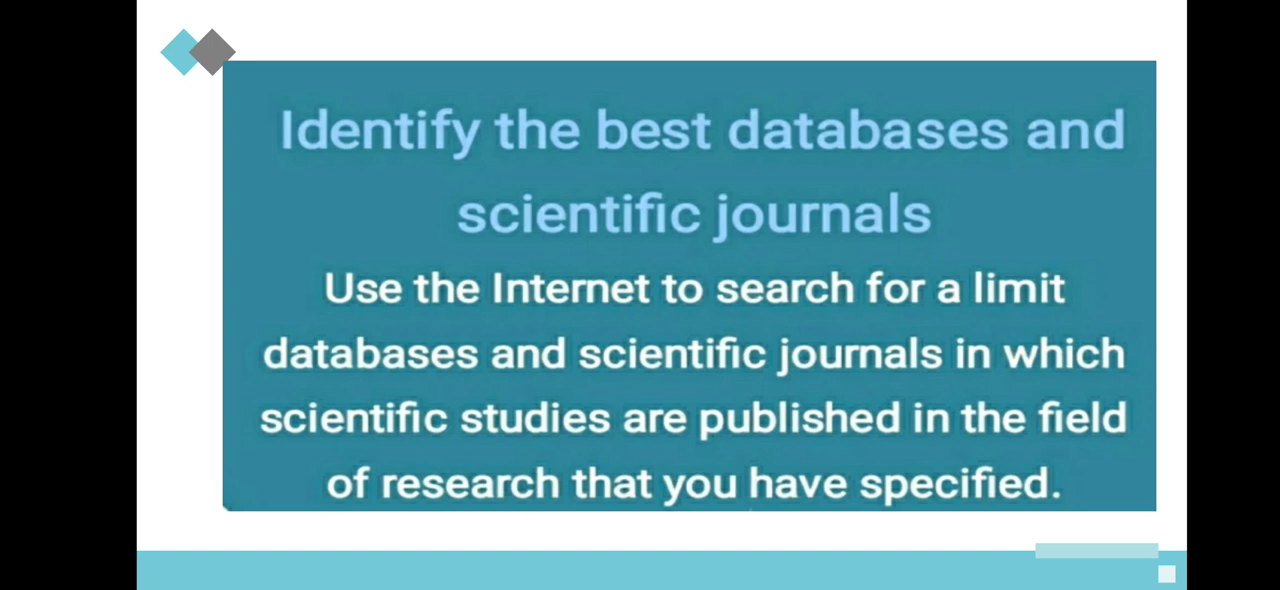 Identify the best databases and
scientific journals
Use the Internet to search for a limit
databases and scientific journals in which
scientific studies are published in the field
of research that you have specified.